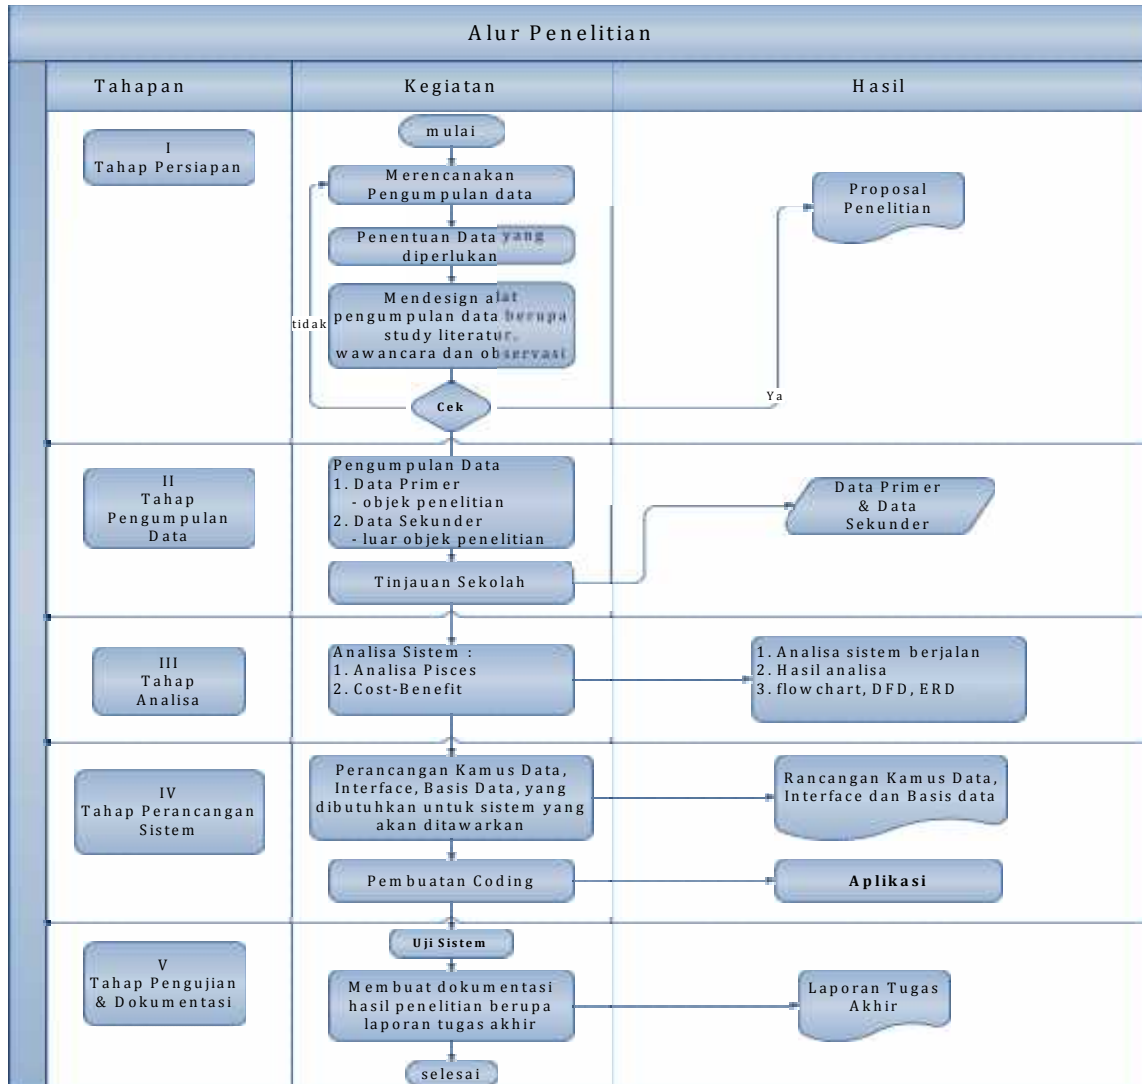 Alur Penelitian
Tahapan
Kegiatan
Hasil
I
Tahap Persiapan
mulai
Merencanakan
Pengumpulan data
Penentuan Data yang
diperlukan
Mendesign alat
pengumpulan data berupa
study literatur,
wawancara dan observasi
tidak
Cek
Ya
Proposal
Penelitian
II
Tahap
Pengumpulan
Data
Pengumpulan Data
1. Data Primer
- objek penelitian
2. Data Sekunder
- luar objek penelitian
Tinjauan Sekolah
Data Primer
& Data
Sekunder
III
Tahap
Analisa
Analisa Sistem :
1. Analisa Pisces
2. Cost-Benefit
1. Analisa sistem berjalan
2. Hasil analisa
3. flowchart, DFD, ERD
IV
Tahap Perancangan
Sistem
Perancangan Kamus Data,
Interface, Basis Data, yang
dibutuhkan untuk sistem yang
akan ditawarkan
Rancangan Kamus Data,
Interface dan Basis data
Pembuatan Coding
Aplikasi
V
Tahap Pengujian
& Dokumentasi
Uji Sistem
Membuat dokumentasi
hasil penelitian berupa
laporan tugas akhir
Laporan Tugas
Akhir
selesai